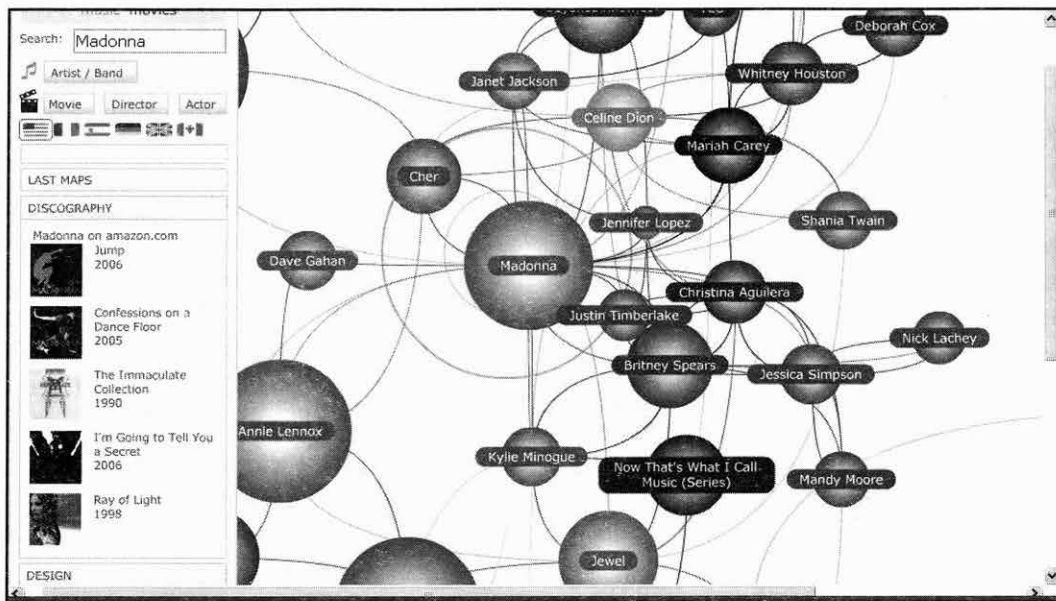 music movies
Search: Madonna
Artist / Band
Movie Director Actor
LAST MAPS
DISCOGRAPHY
Madonna on amazon.com
Jump
2006
Confessions on a
Dance Floor
2005
The Immaculate
Collection
1990
I'm Going to Tell You
a Secret
2006
Ray of Light
1998
DESIGN
TLC
Deborah Cox
Janet Jackson
Whitney Houston
Celine Dion
Mariah Carey
Cher
Jennifer Lopez
Shania Twain
Dave Gahan
Madonna
Christina Aguilera
Justin Timberlake
Nick Lachey
Britney Spears
Jessica Simpson
Annie Lennox
Kylie Minogue
Now That's What I Call
Music (Series)
Mandy Moore
Jewel